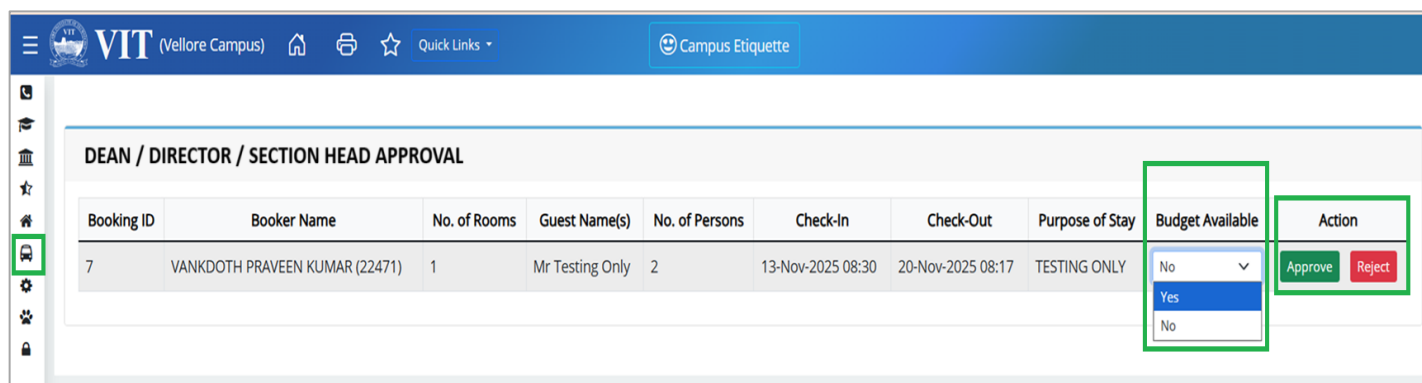 VIT (Vellore Campus) Quick Links Campus Etiquette
DEAN / DIRECTOR / SECTION HEAD APPROVAL
Booking ID Booker Name No. of Rooms Guest Name(s) No. of Persons Check-In Check-Out Purpose of Stay Budget Available Action
7 VANKDOTH PRAVEEN KUMAR (22471) 1 Mr Testing Only 2 13-Nov-2025 08:30 20-Nov-2025 08:17 TESTING ONLY No Approve Reject
Yes
No